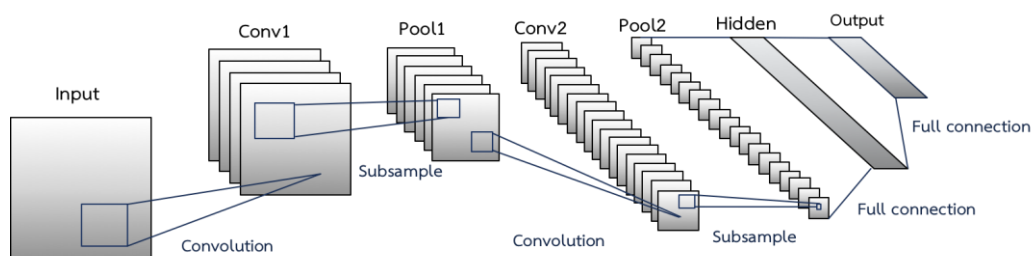 Input
Conv1
Pool1
Conv2
Pool2
Hidden
Output
Convolution
Subsample
Convolution
Subsample
Full connection
Full connection